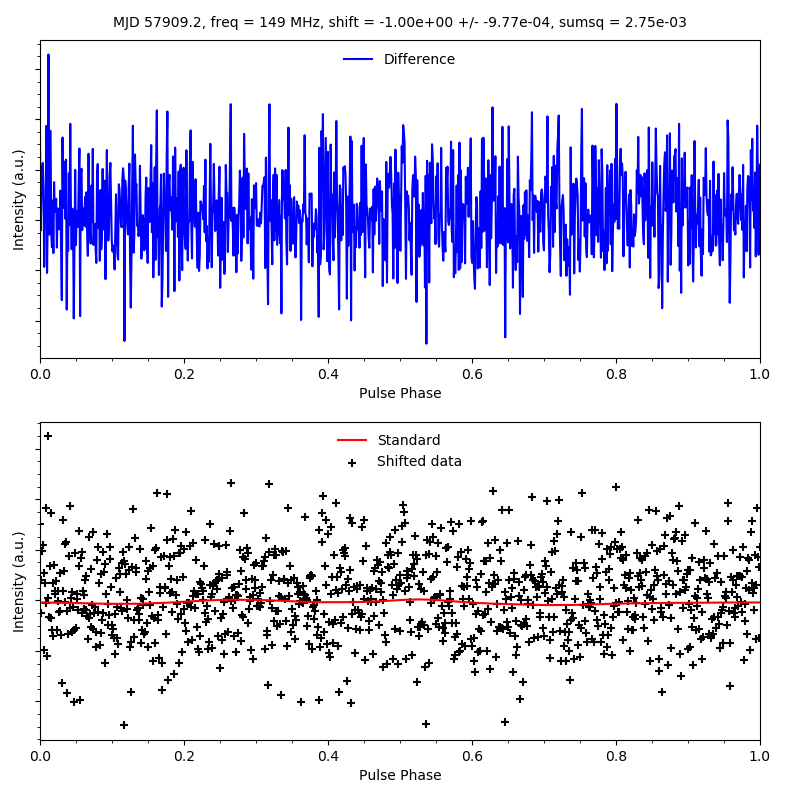 MJD 57909.2, freq = 149 MHz, shift = -1.00e+00 +/- -9.77e-04, sumsq = 2.75e-03
Difference
Intensity (a.u.)
0.0 0.2 0.4 0.6 0.8 1.0
Pulse Phase
Standard
Shifted data
Intensity (a.u.)
0.0 0.2 0.4 0.6 0.8 1.0
Pulse Phase